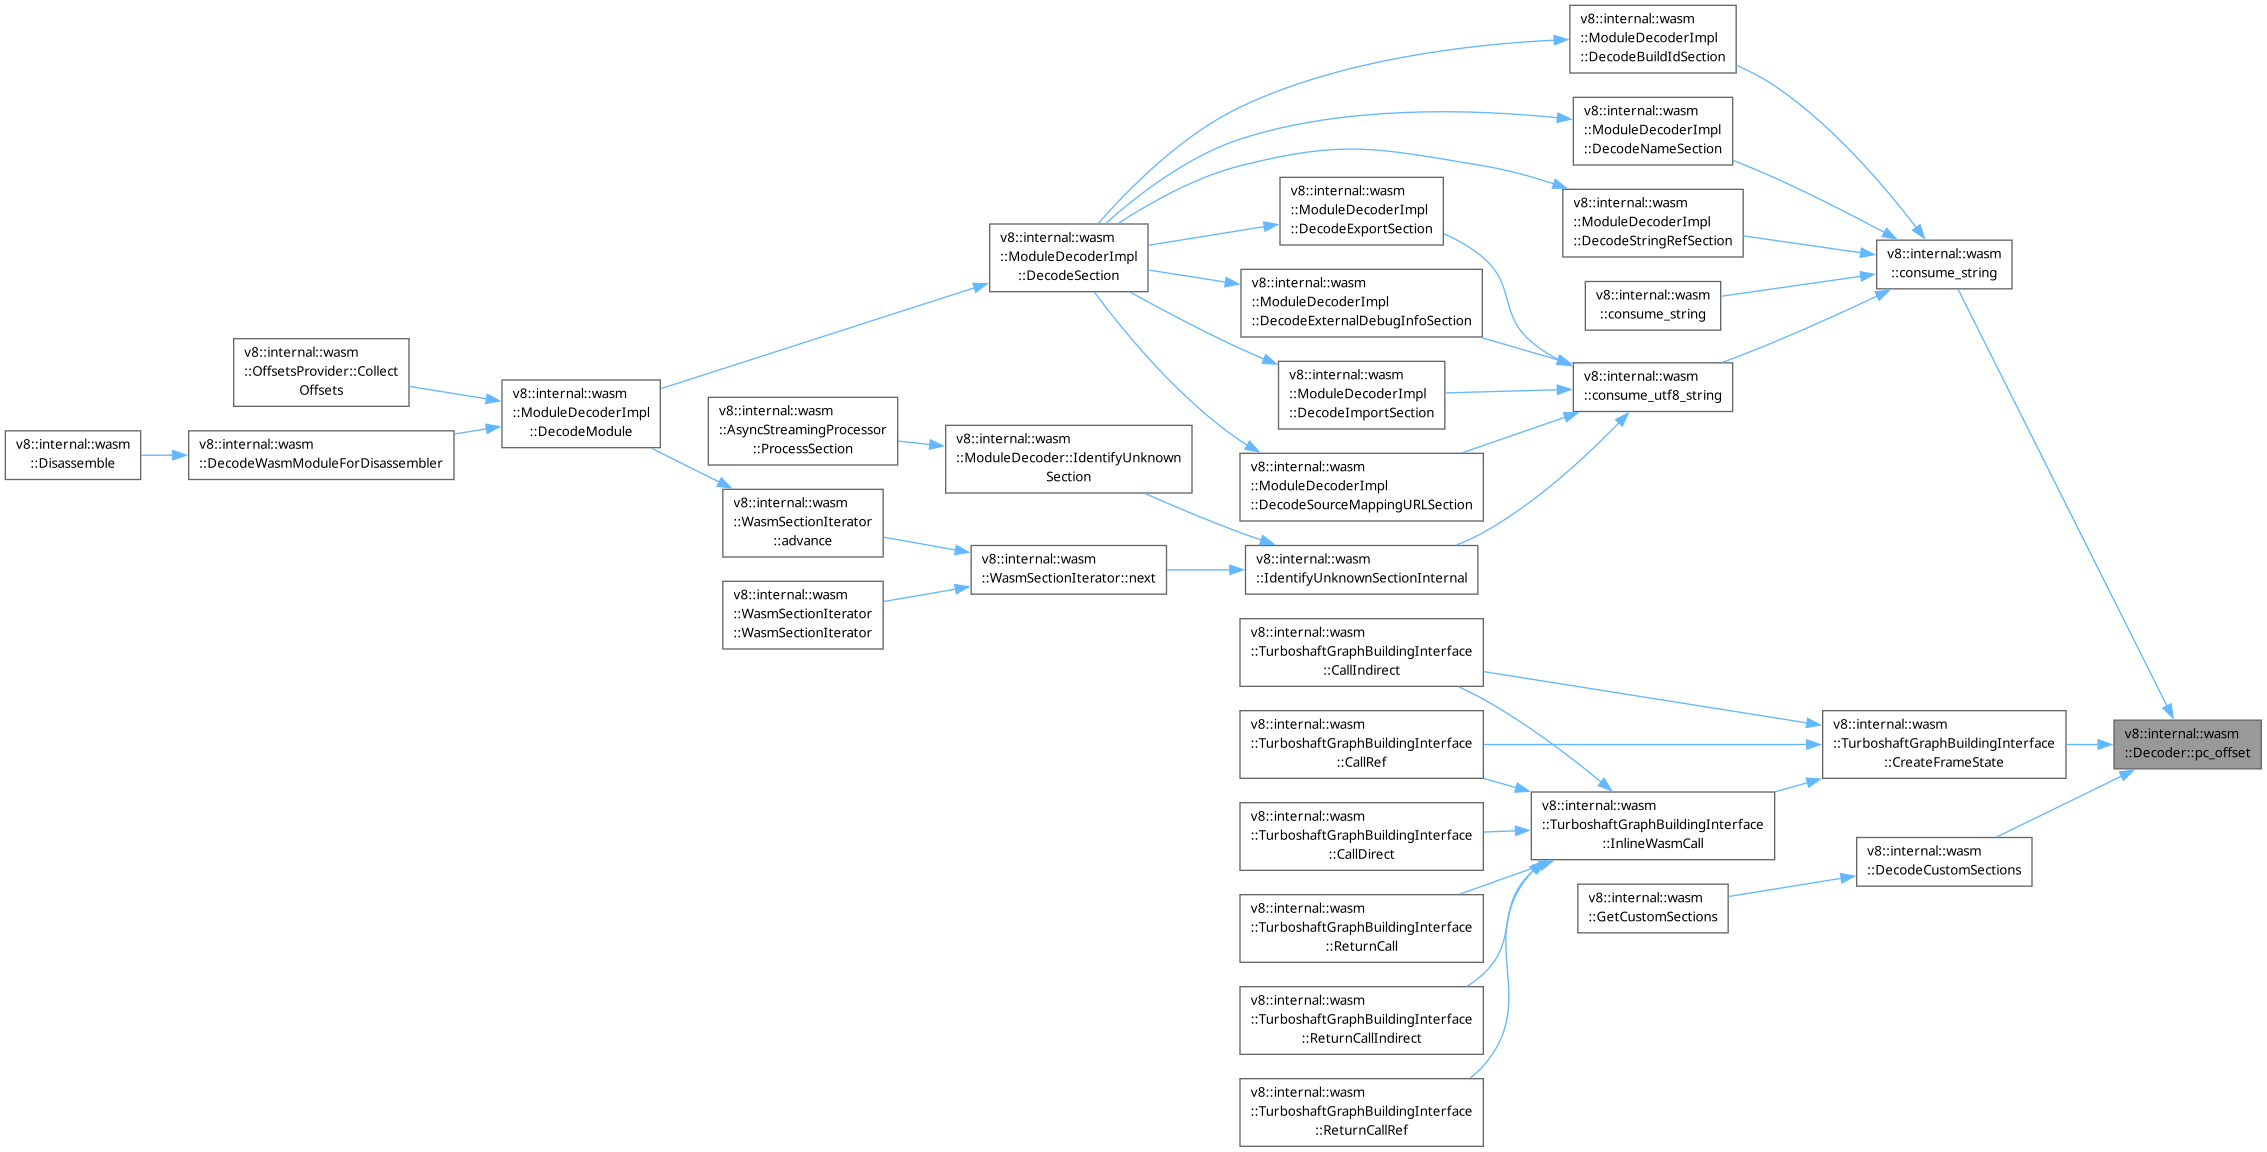 v8::internal::wasm
::ModuleDecoderImpl
::DecodeBuildIdSection
v8::internal::wasm
::ModuleDecoderImpl
::DecodeNameSection
v8::internal::wasm
::ModuleDecoderImpl
::DecodeExportSection
v8::internal::wasm
::ModuleDecoderImpl
::DecodeStringRefSection
v8::internal::wasm
::ModuleDecoderImpl
::DecodeSection
v8::internal::wasm
::consume_string
v8::internal::wasm
::ModuleDecoderImpl
::DecodeExternalDebugInfoSection
v8::internal::wasm
::consume_string
v8::internal::wasm
::OffsetsProvider::Collect
Offsets
v8::internal::wasm
::ModuleDecoderImpl
::DecodeImportSection
v8::internal::wasm
::consume_utf8_string
v8::internal::wasm
::ModuleDecoderImpl
::DecodeModule
v8::internal::wasm
::AsyncStreamingProcessor
::ProcessSection
v8::internal::wasm
::ModuleDecoder::IdentifyUnknown
Section
v8::internal::wasm
::Disassemble
v8::internal::wasm
::DecodeWasmModuleForDisassembler
v8::internal::wasm
::ModuleDecoderImpl
::DecodeSourceMappingURLSection
v8::internal::wasm
::WasmSectionIterator
::advance
v8::internal::wasm
::WasmSectionIterator::next
v8::internal::wasm
::IdentifyUnknownSectionInternal
v8::internal::wasm
::WasmSectionIterator
::WasmSectionIterator
v8::internal::wasm
::TurboshaftGraphBuildingInterface
::CallIndirect
v8::internal::wasm
::TurboshaftGraphBuildingInterface
::CallRef
v8::internal::wasm
::TurboshaftGraphBuildingInterface
::CreateFrameState
v8::internal::wasm
::Decoder::pc_offset
v8::internal::wasm
::TurboshaftGraphBuildingInterface
::InlineWasmCall
v8::internal::wasm
::TurboshaftGraphBuildingInterface
::CallDirect
v8::internal::wasm
::DecodeCustomSections
v8::internal::wasm
::GetCustomSections
v8::internal::wasm
::TurboshaftGraphBuildingInterface
::ReturnCall
v8::internal::wasm
::TurboshaftGraphBuildingInterface
::ReturnCallIndirect
v8::internal::wasm
::TurboshaftGraphBuildingInterface
::ReturnCallRef